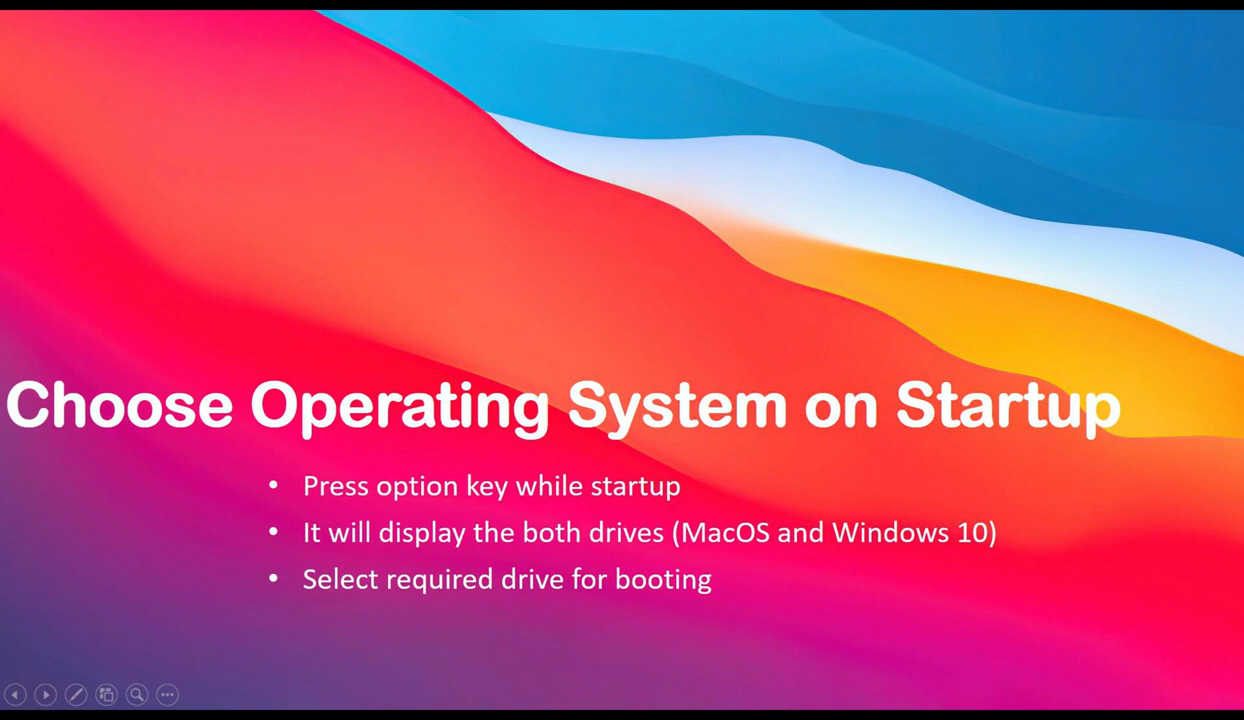 Choose Operating System on Startup
• Press option key while startup
• It will display the both drives (MacOS and Windows 10)
• Select required drive for booting